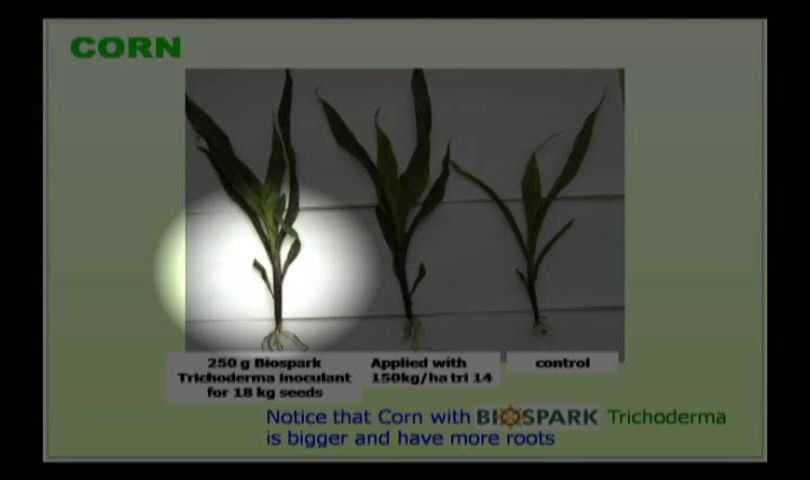 CORN
250 g Biospark
Trichoderma inoculant
for 18 kg seeds
Applied with
150kg/ha tri 14
control
Notice that Corn with BIOSPARK Trichoderma
is bigger and have more roots